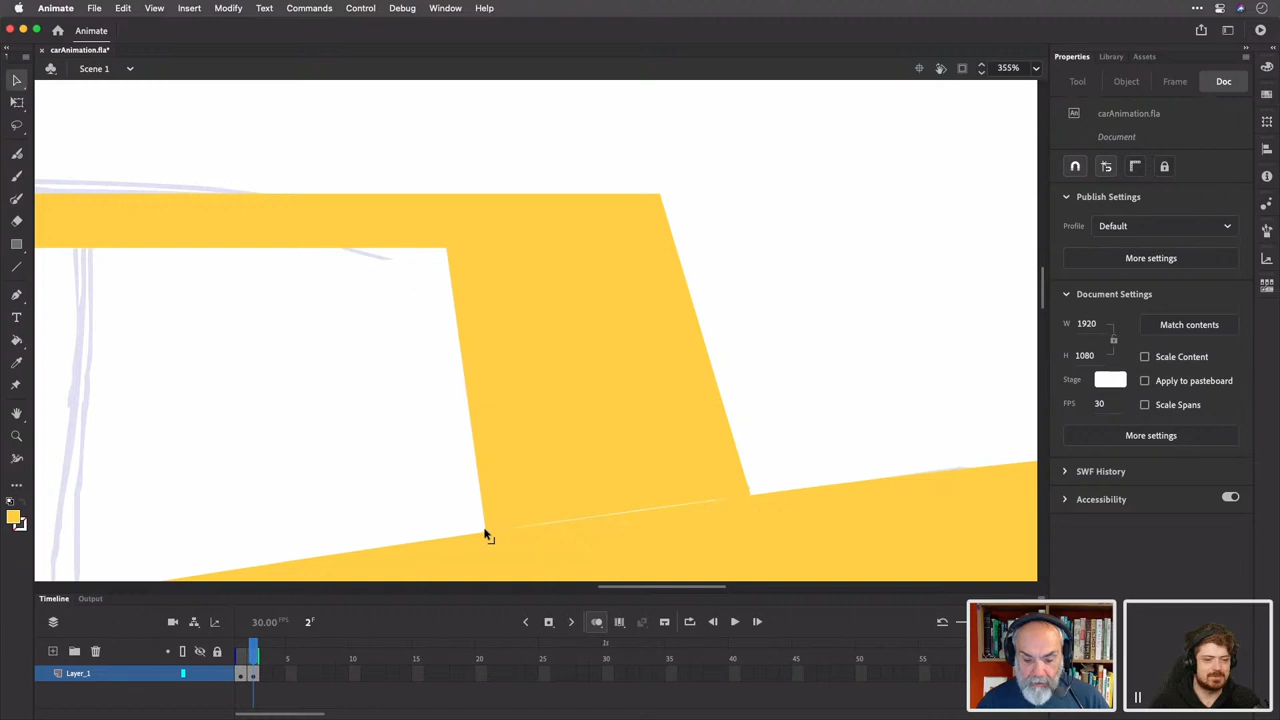 Animate File Edit View Insert Modify Text Commands Control Debug Window Help
Animate
carAnimation.fla*
Scene 1
355%
Properties Library Assets
Tool Object Frame Doc
An carAnimation.fla
Document
Publish Settings
Profile Default
More settings
Document Settings
W 1920 Match contents
H 1080 Scale Content
Stage Apply to pasteboard
FPS 30 Scale Spans
More settings
SWF History
Accessibility
Timeline Output
30.00 FPS 2 F
1s
5 10 15 20 25 30 35 40 45 50 55
Layer_1